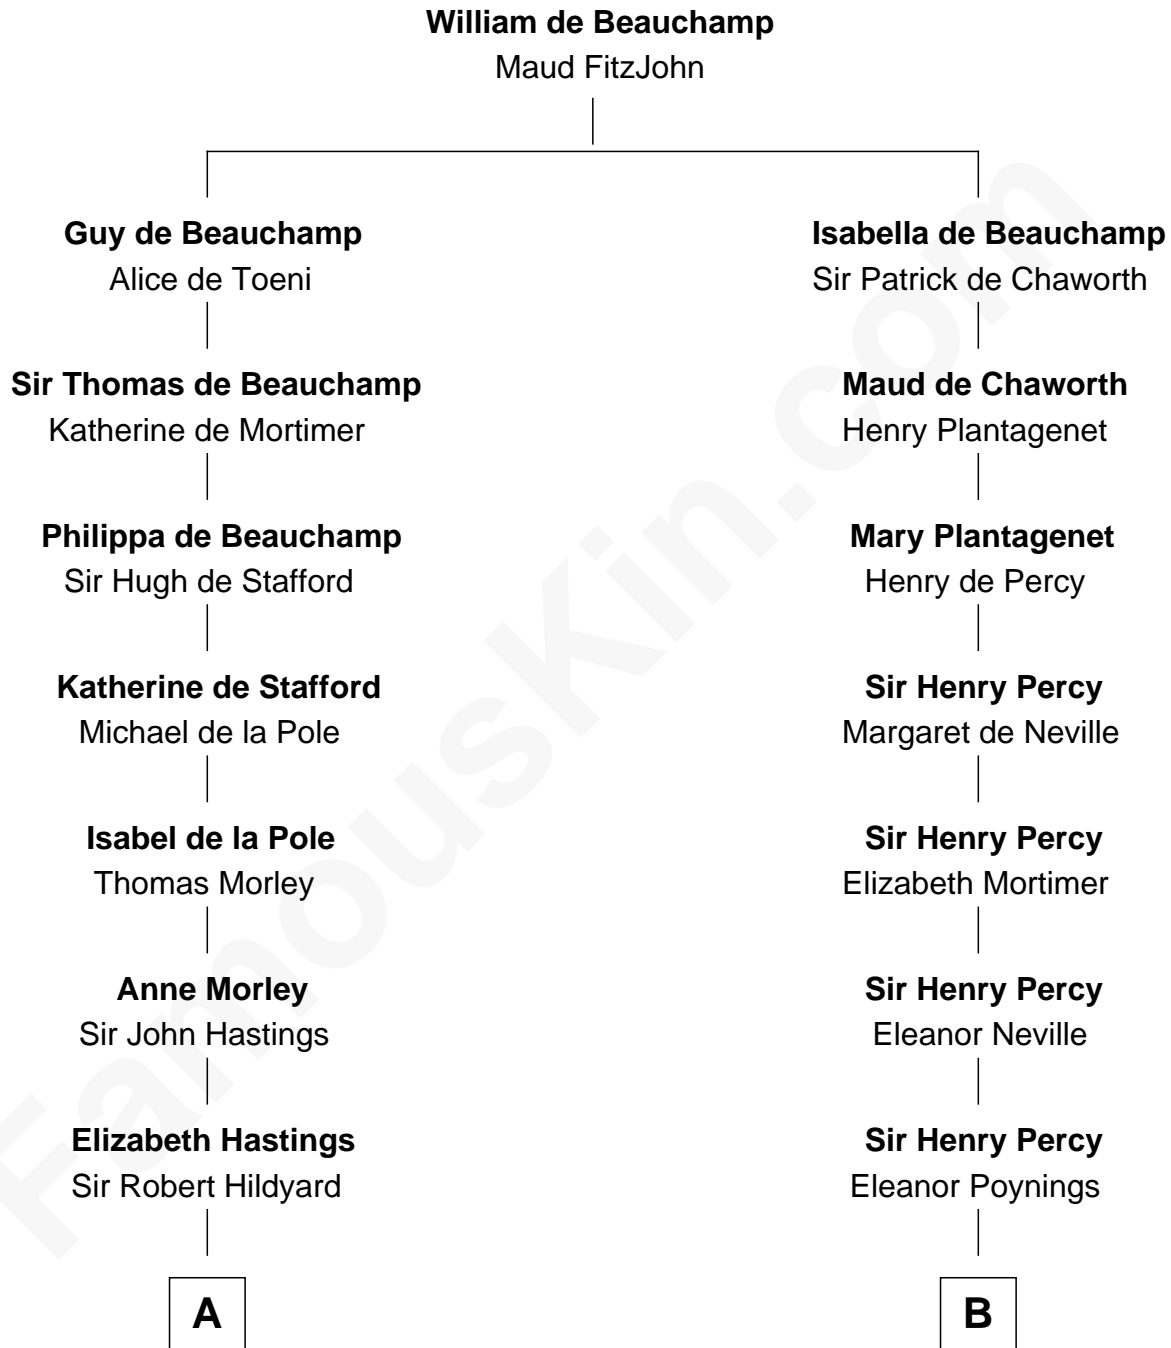 William de Beauchamp
Maud FitzJohn
Guy de Beauchamp
Alice de Toeni
Isabella de Beauchamp
Sir Patrick de Chaworth
Sir Thomas de Beauchamp
Katherine de Mortimer
Maud de Chaworth
Henry Plantagenet
Philippa de Beauchamp
Sir Hugh de Stafford
Mary Plantagenet
Henry de Percy
Katherine de Stafford
Michael de la Pole
Sir Henry Percy
Margaret de Neville
Isabel de la Pole
Thomas Morley
Sir Henry Percy
Elizabeth Mortimer
Anne Morley
Sir John Hastings
Sir Henry Percy
Eleanor Neville
Elizabeth Hastings
Sir Robert Hildyard
Sir Henry Percy
Eleanor Poynings
A
B
FamousKin.com